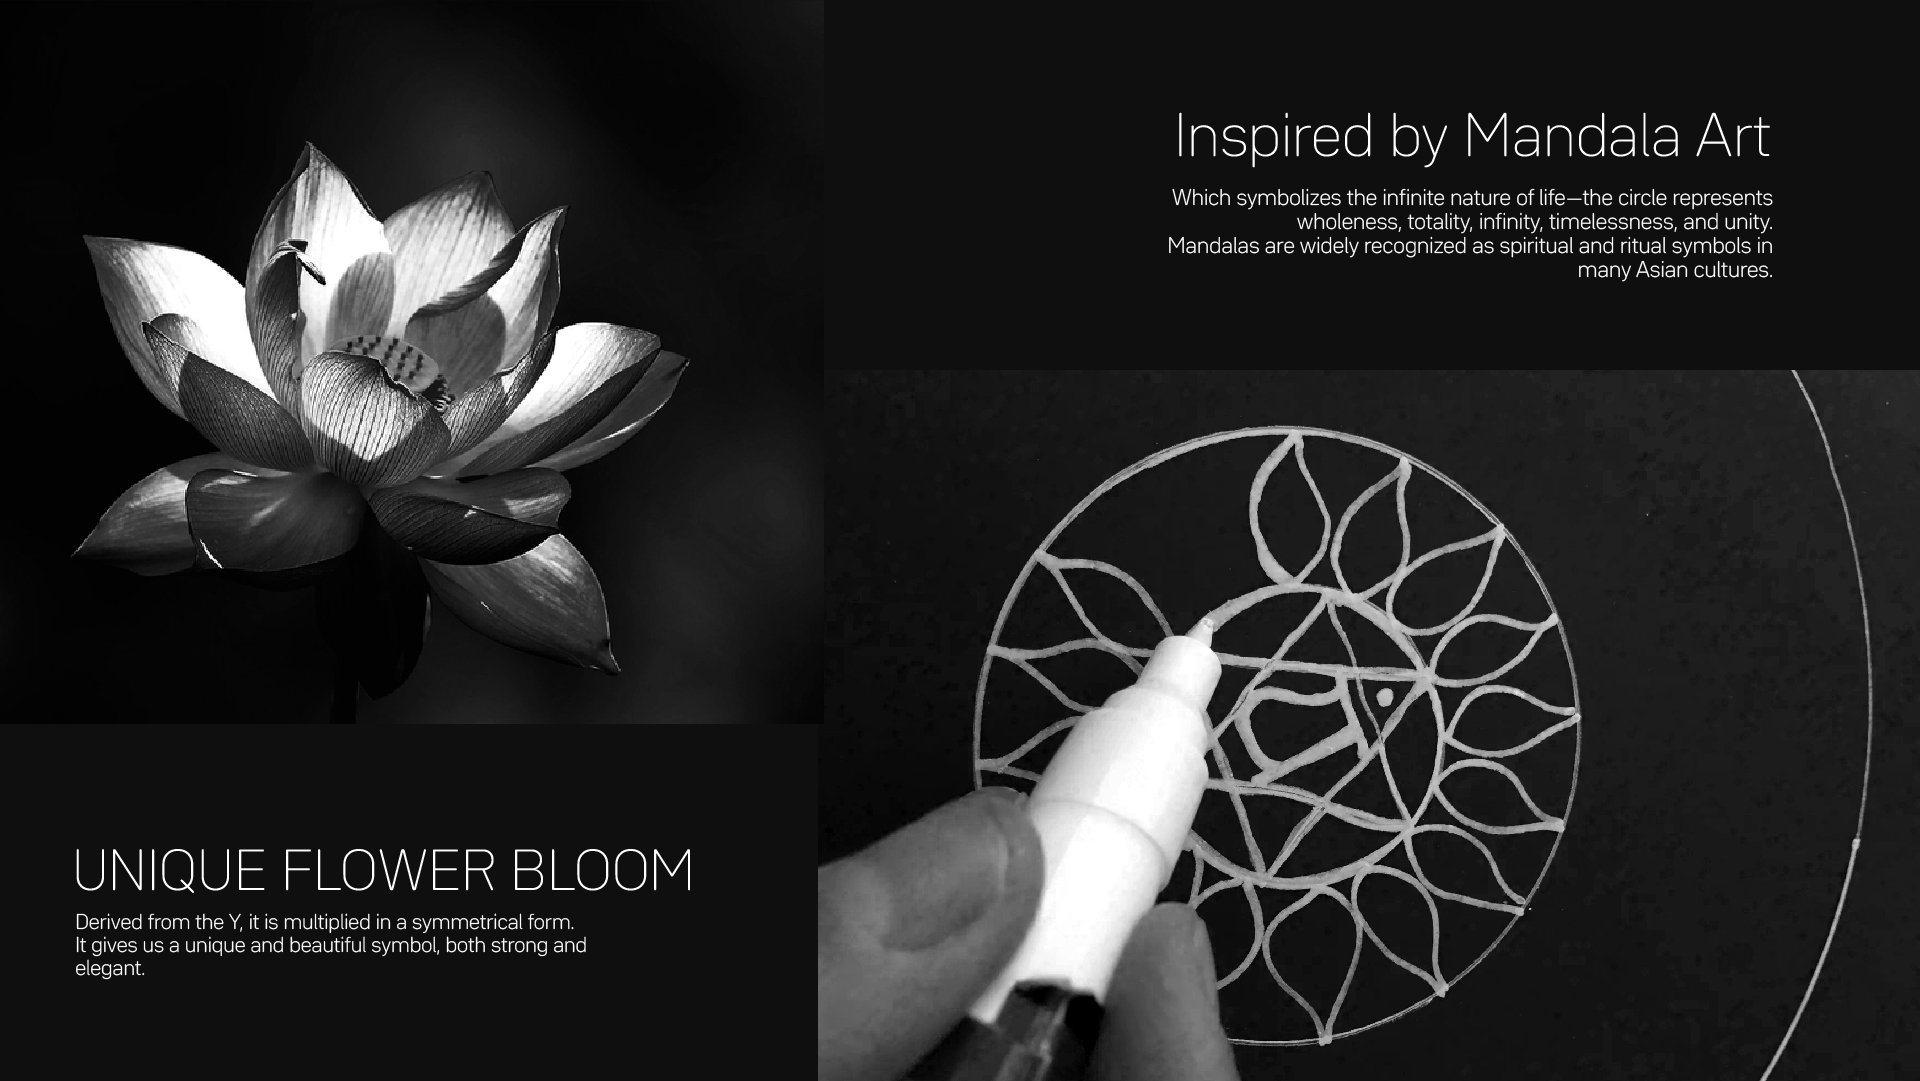 Inspired by Mandala Art
Which symbolizes the infinite nature of life—the circle represents
wholeness, totality, infinity, timelessness, and unity.
Mandalas are widely recognized as spiritual and ritual symbols in
many Asian cultures.
UNIQUE FLOWER BLOOM
Derived from the Y, it is multiplied in a symmetrical form.
It gives us a unique and beautiful symbol, both strong and
elegant.